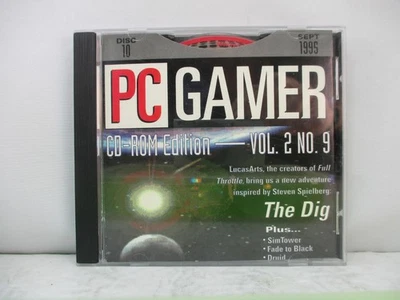 DISC
10
SEPT
1995
PC GAMER
CD-ROM Edition — VOL. 2 NO. 9
LucasArts, the creators of Full
Throttle, bring us a new adventure
inspired by Steven Spielberg:
The Dig
Plus...
• SimTower
• Fade to Black
• Druid